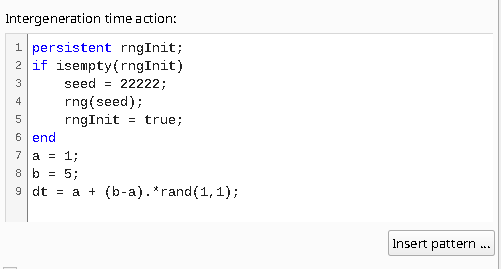 Intergeneration time action:
1 persistent rngInit;
2 if isempty(rngInit)
3     seed = 22222;
4     rng(seed);
5     rngInit = true;
6 end
7 a = 1;
8 b = 5;
9 dt = a + (b-a).*rand(1,1);
Insert pattern ...